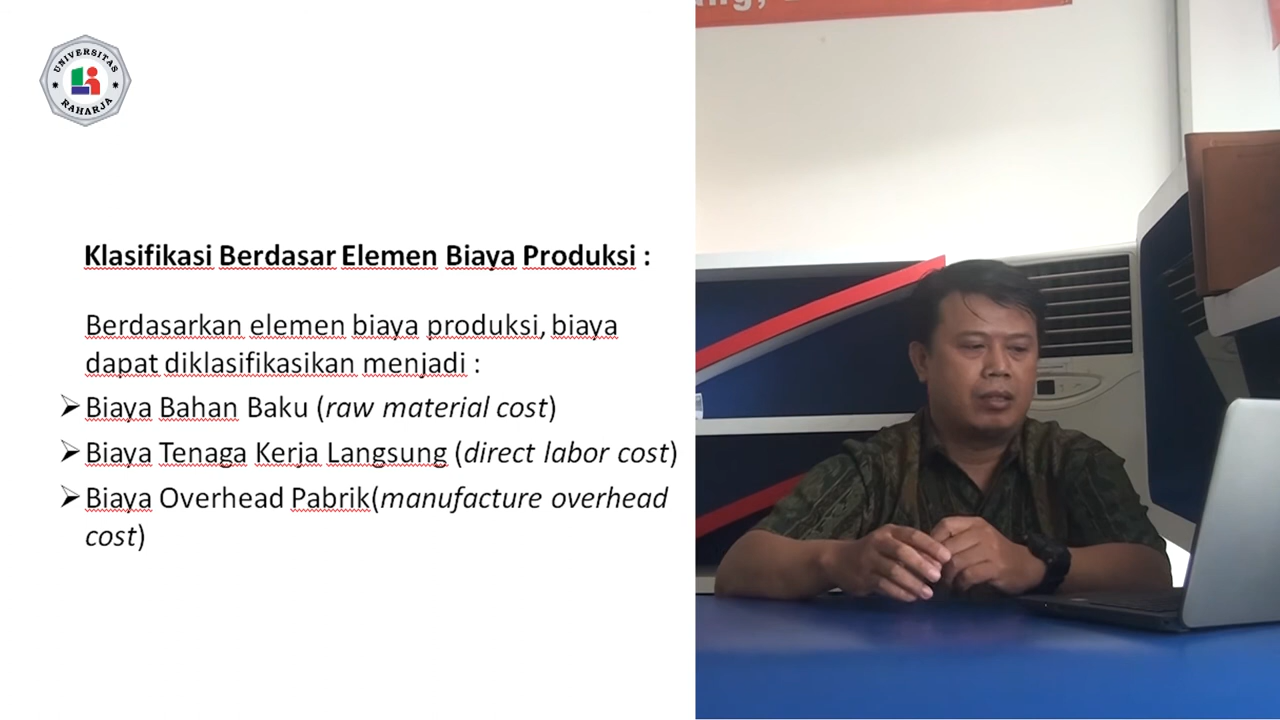 UNIVERSITAS
RAHARJA
Klasifikasi Berdasar Elemen Biaya Produksi :
Berdasarkan elemen biaya produksi, biaya
dapat diklasifikasikan menjadi :
Biaya Bahan Baku (raw material cost)
Biaya Tenaga Kerja Langsung (direct labor cost)
Biaya Overhead Pabrik(manufacture overhead
cost)